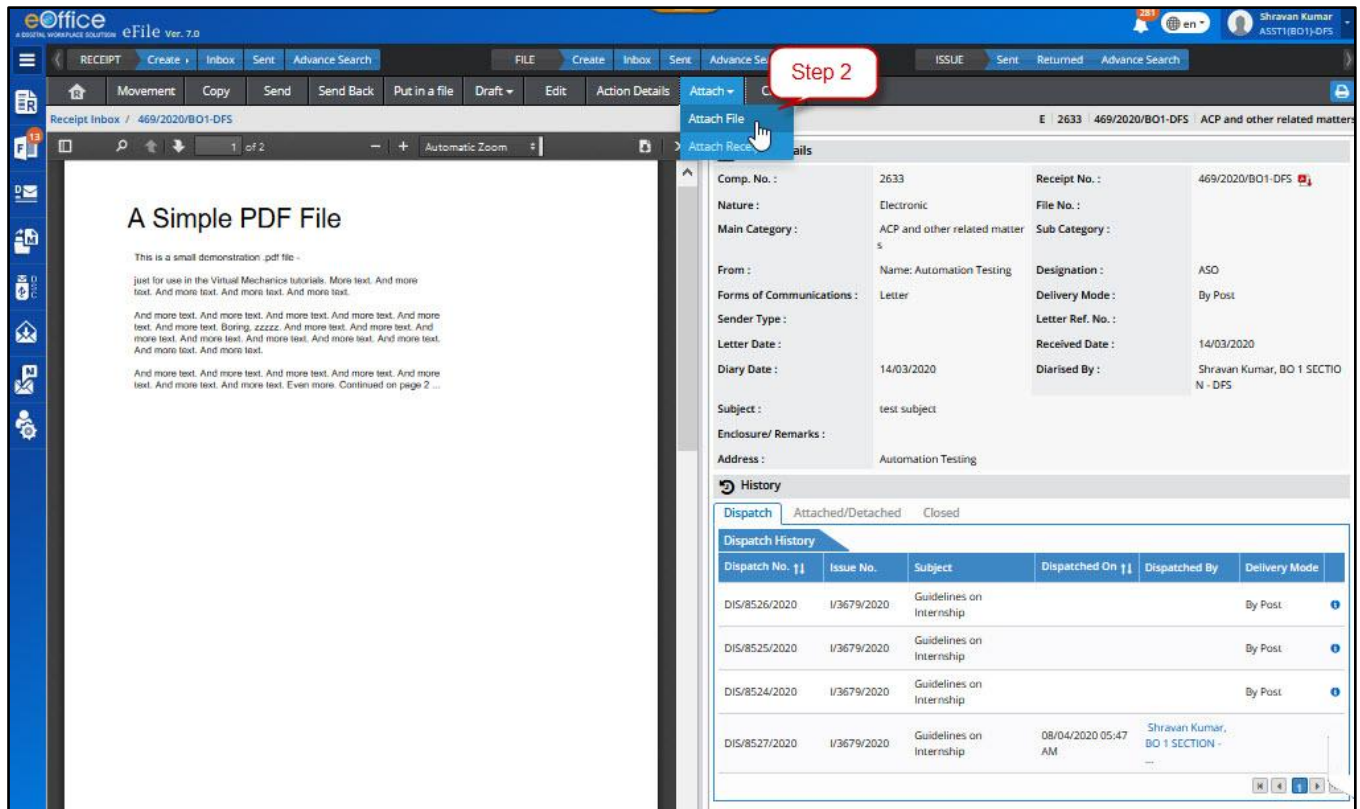 eOffice
A DIGITAL WORKPLACE SOLUTION eFile Ver. 7.0
281
en
Shravan Kumar
ASST1(BO1)-DFS
RECEIPT Create Inbox Sent Advance Search FILE Create Inbox Sent Advance Se ISSUE Sent Returned Advance Search
Step 2
R Movement Copy Send Send Back Put in a file Draft Edit Action Details Attach C
Receipt Inbox / 469/2020/BO1-DFS
Attach File
E 2633 469/2020/BO1-DFS ACP and other related matters
13
1 of 2
Automatic Zoom
Attach Rece
ails
A Simple PDF File
This is a small demonstration .pdf file -
just for use in the Virtual Mechanics tutorials. More text. And more
text. And more text. And more text. And more text.
And more text. And more text. And more text. And more
text. And more text. Boring, zzzzz. And more text. And more text. And
more text. And more text. And more text. And more text. And more text.
And more text. And more text.
And more text. And more text. And more text. And more
text. And more text. And more text. Even more. Continued on page 2 ...
Comp. No. : 2633 Receipt No. : 469/2020/BO1-DFS
Nature : Electronic File No. :
Main Category : ACP and other related matter Sub Category :
s
From : Name: Automation Testing Designation : ASO
Forms of Communications : Letter Delivery Mode : By Post
Sender Type : Letter Ref. No. :
Letter Date : Received Date : 14/03/2020
Diary Date : 14/03/2020 Diarised By : Shravan Kumar, BO 1 SECTIO
N - DFS
Subject : test subject
Enclosure/ Remarks :
Address : Automation Testing
History
Dispatch Attached/Detached Closed
Dispatch History
Dispatch No. Issue No. Subject Dispatched On Dispatched By Delivery Mode
DIS/8526/2020 I/3679/2020 Guidelines on By Post
Internship
DIS/8525/2020 I/3679/2020 Guidelines on By Post
Internship
DIS/8524/2020 I/3679/2020 Guidelines on By Post
Internship
DIS/8527/2020 I/3679/2020 Guidelines on 08/04/2020 05:47 Shravan Kumar,
Internship AM BO 1 SECTION -
...
1